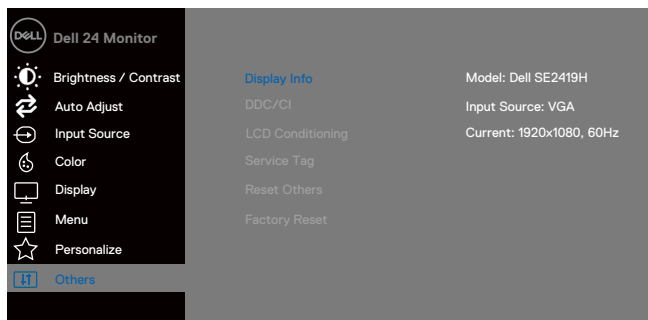 DELL
Dell 24 Monitor
Brightness / Contrast
Auto Adjust
Input Source
Color
Display
Menu
Personalize
Others
Display Info
DDC/CI
LCD Conditioning
Service Tag
Reset Others
Factory Reset
Model: Dell SE2419H
Input Source: VGA
Current: 1920x1080, 60Hz